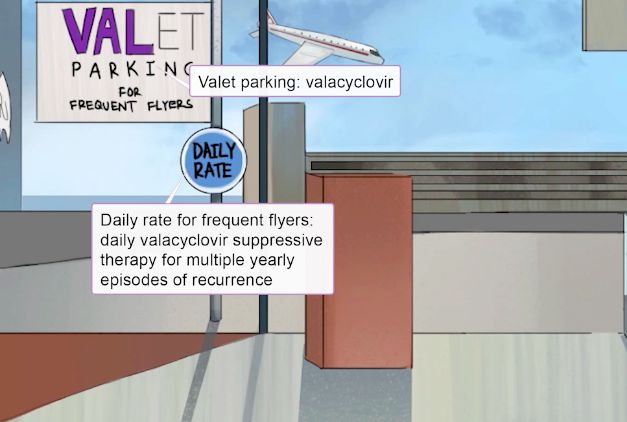 VALET
PARKING
FOR
FREQUENT FLYERS
Valet parking: valacyclovir
DAILY
RATE
Daily rate for frequent flyers:
daily valacyclovir suppressive
therapy for multiple yearly
episodes of recurrence